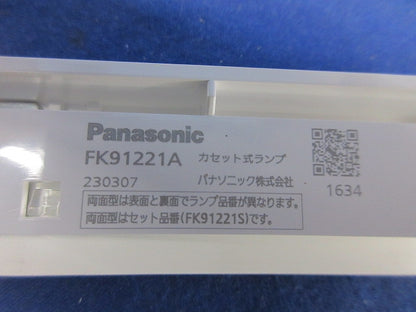 Panasonic
FK91221A カセット式ランプ
230307 パナソニック株式会社
1634
両面型は表面と裏面でランプ品番が異なります。
両面型はセット品番(FK91221S)です。